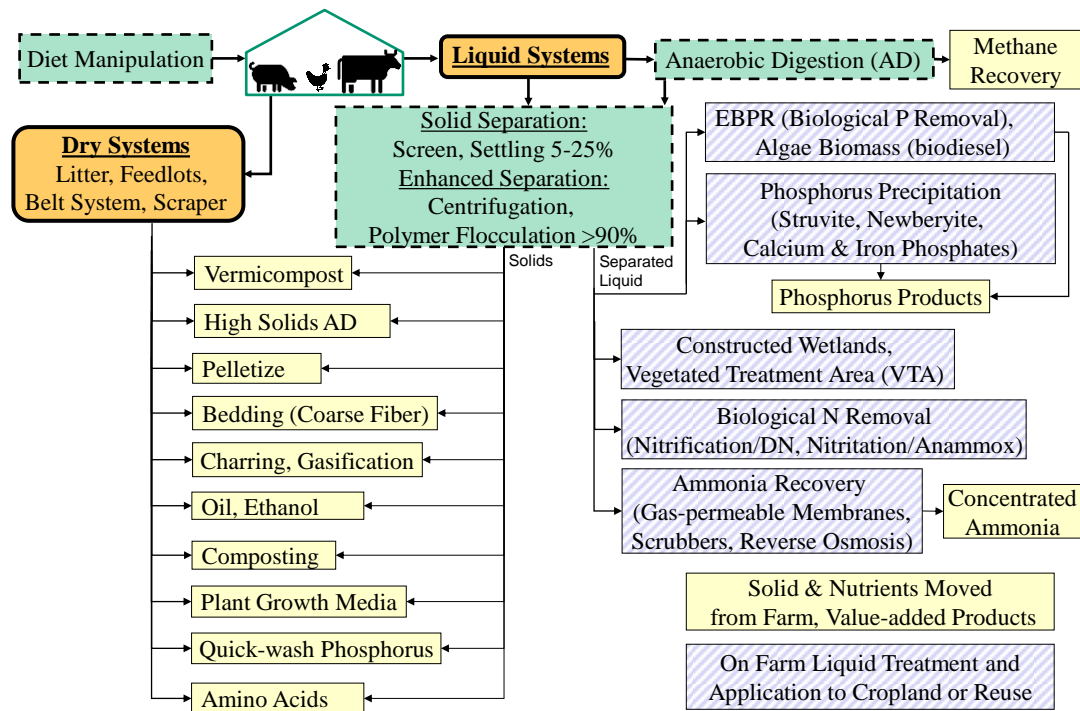 Diet Manipulation
Liquid Systems
Anaerobic Digestion (AD)
Methane
Recovery
Dry Systems
Litter, Feedlots,
Belt System, Scraper
Solid Separation:
Screen, Settling 5-25%
Enhanced Separation:
Centrifugation,
Polymer Flocculation >90%
EBPR (Biological P Removal),
Algae Biomass (biodiesel)
Phosphorus Precipitation
(Struvite, Newberyite,
Calcium & Iron Phosphates)
Phosphorus Products
Solids
Separated
Liquid
Vermicompost
High Solids AD
Pelletize
Bedding (Coarse Fiber)
Charring, Gasification
Oil, Ethanol
Composting
Plant Growth Media
Quick-wash Phosphorus
Amino Acids
Constructed Wetlands,
Vegetated Treatment Area (VTA)
Biological N Removal
(Nitrification/DN, Nitritation/Anammox)
Ammonia Recovery
(Gas-permeable Membranes,
Scrubbers, Reverse Osmosis)
Concentrated
Ammonia
Solid & Nutrients Moved
from Farm, Value-added Products
On Farm Liquid Treatment and
Application to Cropland or Reuse